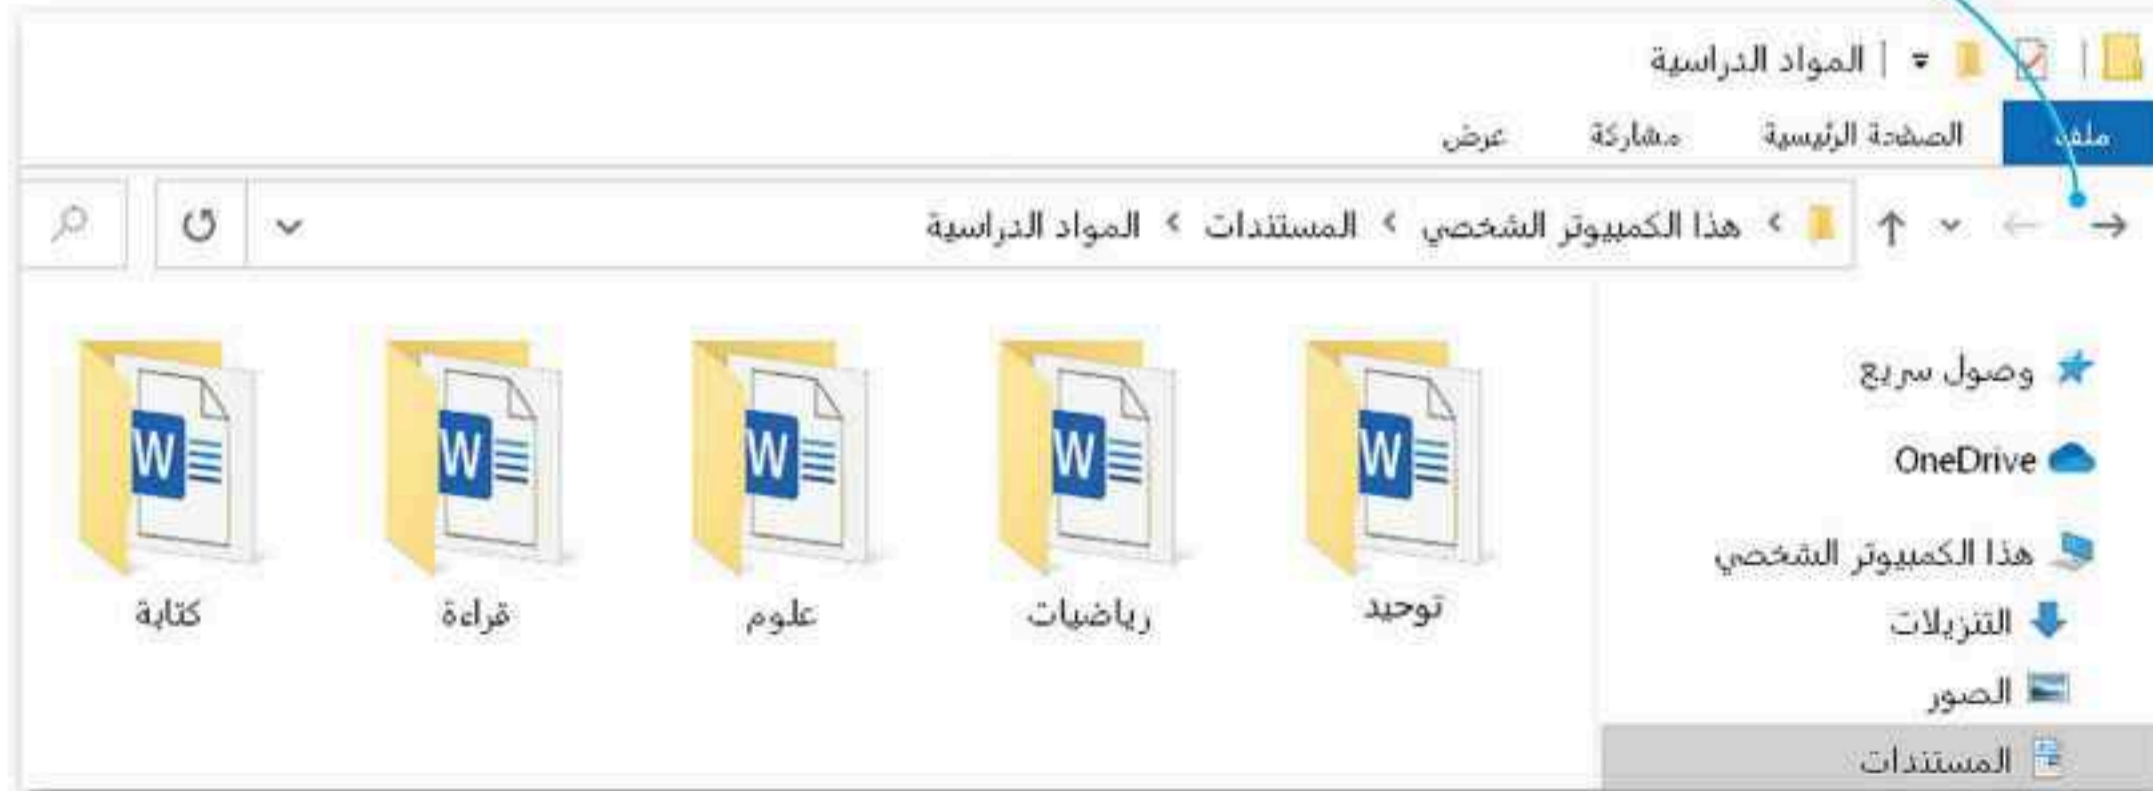 المواد الدراسية
ملف الصفحة الرئيسية مشاركة عرض
هذا الكمبيوتر الشخصي > المستندات > المواد الدراسية
وصول سريع
OneDrive
هذا الكمبيوتر الشخصي
التنزيلات
الصور
المستندات
توحيد رياضيات علوم قراءة كتابة